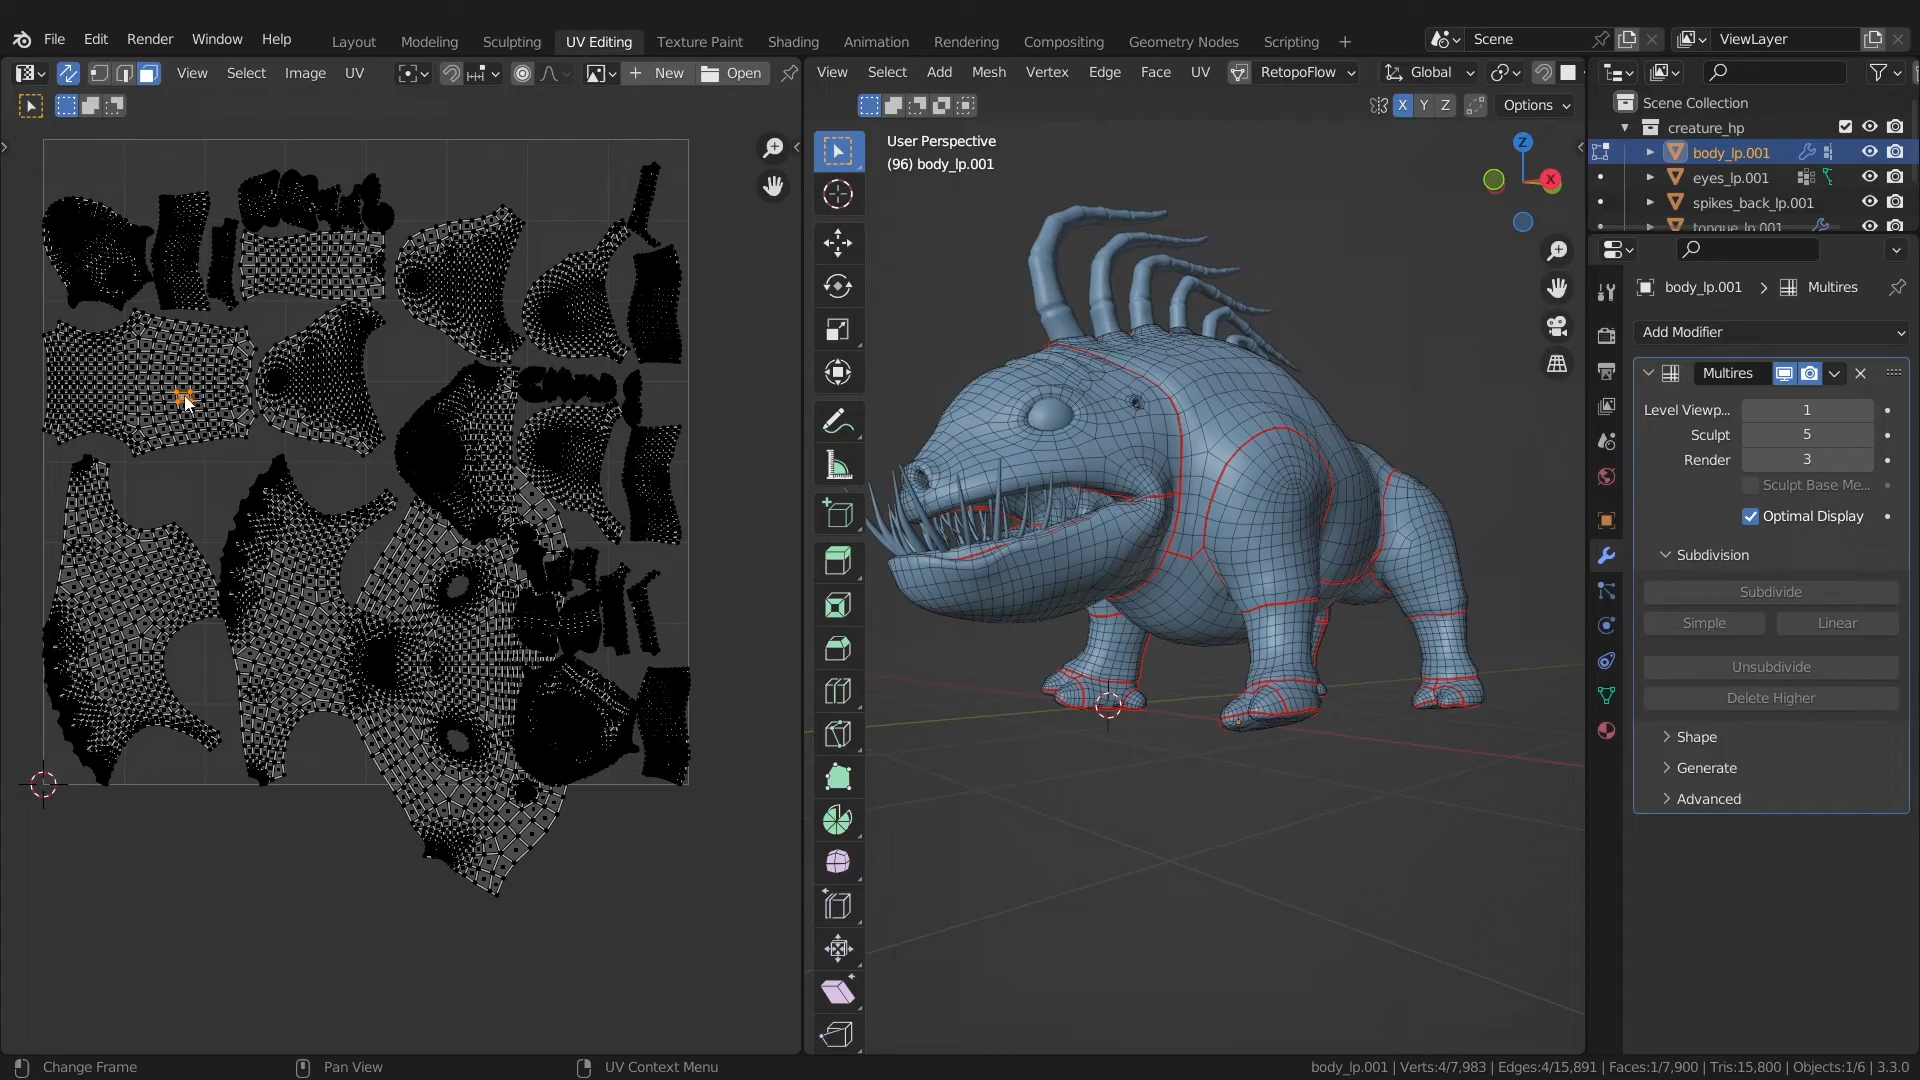 File Edit Render Window Help Layout Modeling Sculpting UV Editing Texture Paint Shading Animation Rendering Compositing Geometry Nodes Scripting + Scene ViewLayer
View Select Image UV New Open
View Select Add Mesh Vertex Edge Face UV RetopoFlow Global
X Y Z Options
User Perspective
(96) body_lp.001
Z
X
Scene Collection
creature_hp
body_lp.001
eyes_lp.001
spikes_back_lp.001
tongue_lp.001
body_lp.001 > Multires
Add Modifier
Multires
Level Viewp... 1
Sculpt 5
Render 3
Sculpt Base Me...
Optimal Display
Subdivision
Subdivide
Simple Linear
Unsubdivide
Delete Higher
Shape
Generate
Advanced
Change Frame Pan View UV Context Menu body_lp.001 | Verts:4/7,983 | Edges:4/15,891 | Faces:1/7,900 | Tris:15,800 | Objects:1/6 | 3.3.0